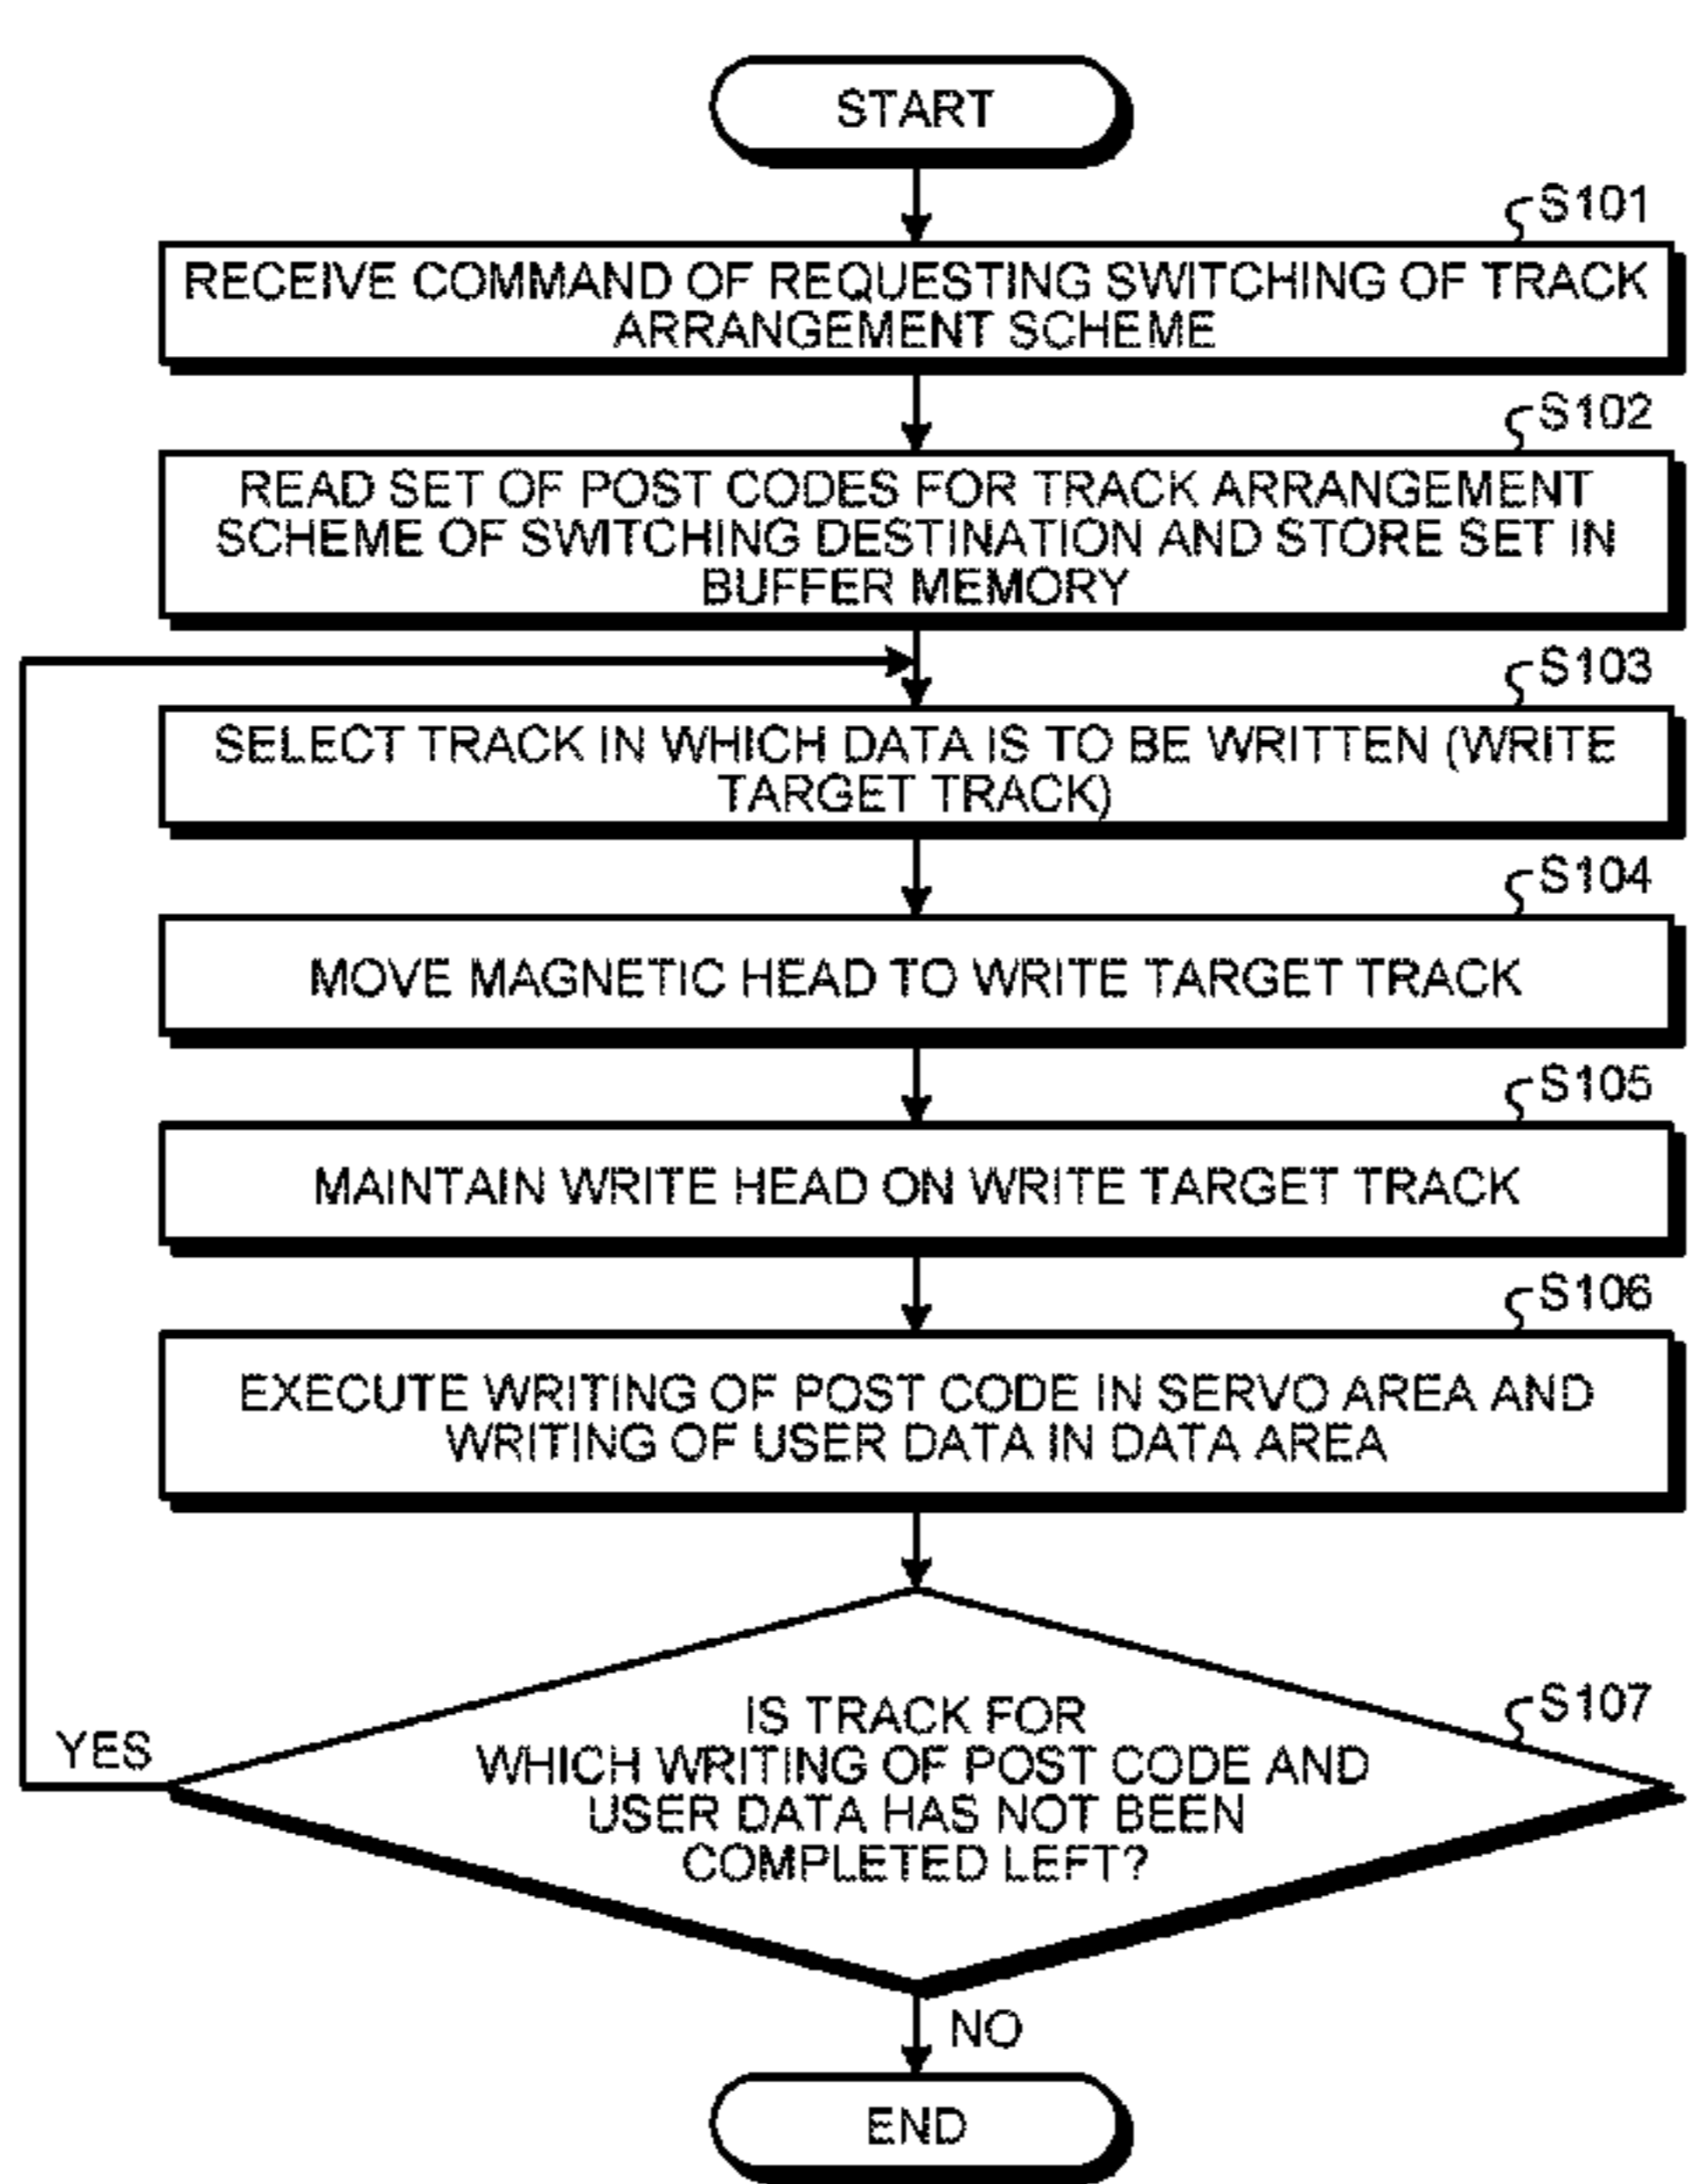 START
S101
RECEIVE COMMAND OF REQUESTING SWITCHING OF TRACK
ARRANGEMENT SCHEME
S102
READ SET OF POST CODES FOR TRACK ARRANGEMENT
SCHEME OF SWITCHING DESTINATION AND STORE SET IN
BUFFER MEMORY
S103
SELECT TRACK IN WHICH DATA IS TO BE WRITTEN (WRITE
TARGET TRACK)
S104
MOVE MAGNETIC HEAD TO WRITE TARGET TRACK
S105
MAINTAIN WRITE HEAD ON WRITE TARGET TRACK
S106
EXECUTE WRITING OF POST CODE IN SERVO AREA AND
WRITING OF USER DATA IN DATA AREA
S107
IS TRACK FOR
WHICH WRITING OF POST CODE AND
USER DATA HAS NOT BEEN
COMPLETED LEFT?
YES
NO
END